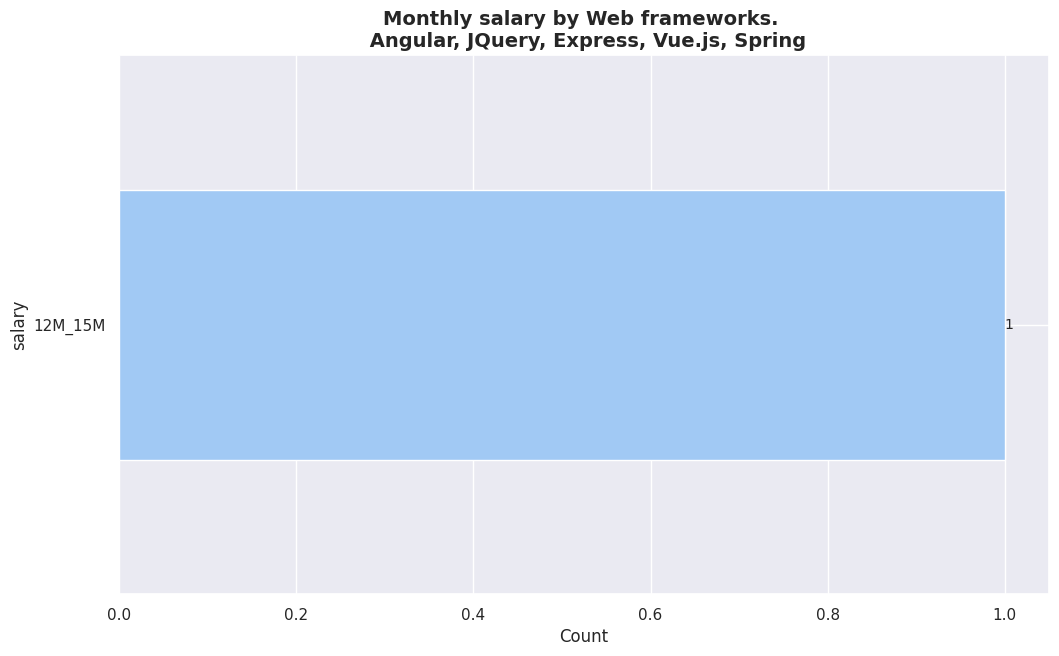 Monthly salary by Web frameworks.
Angular, JQuery, Express, Vue.js, Spring
salary
12M_15M
1
0.0 0.2 0.4 0.6 0.8 1.0
Count